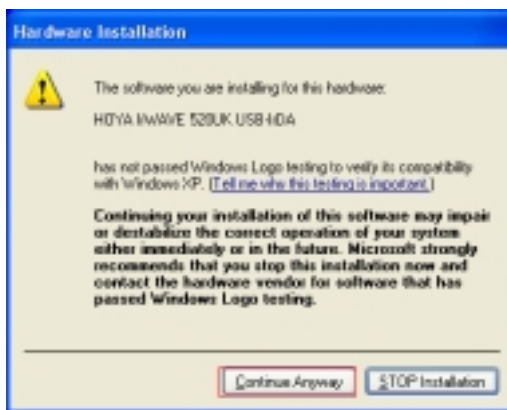 Hardware Installation
The software you are installing for this hardware:
HOYA 520UK USB-IrDA
has not passed Windows Logo testing to verify its compatibility
with Windows XP. (Tell me why this testing is important.)
Continuing your installation of this software may impair
or destabilize the correct operation of your system
either immediately or in the future. Microsoft strongly
recommends that you stop this installation now and
contact the hardware vendor for software that has
passed Windows Logo testing.
Continue Anyway
STOP Installation